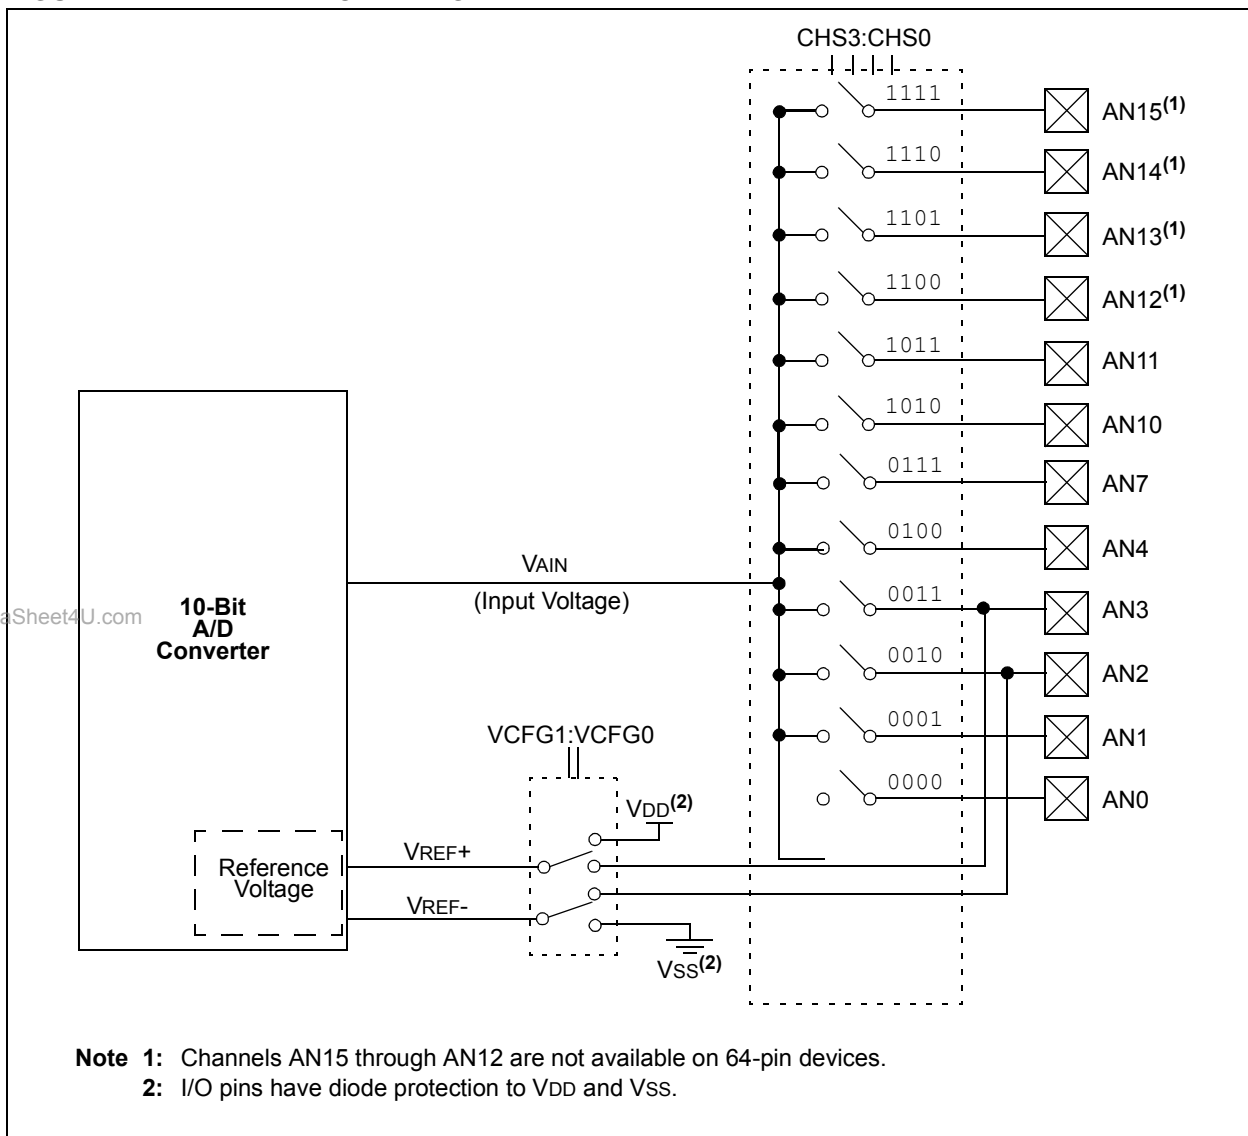 CHS3:CHS0
1111
AN15(1)
1110
AN14(1)
1101
AN13(1)
1100
AN12(1)
1011
AN11
1010
AN10
0111
AN7
0100
AN4
VAIN
(Input Voltage)
0011
AN3
aSheet4U.com
10-Bit
A/D
Converter
0010
AN2
0001
AN1
VCFG1:VCFG0
0000
AN0
VDD(2)
Reference
Voltage
VREF+
VREF-
VSS(2)
Note 1: Channels AN15 through AN12 are not available on 64-pin devices.
2: I/O pins have diode protection to VDD and VSS.